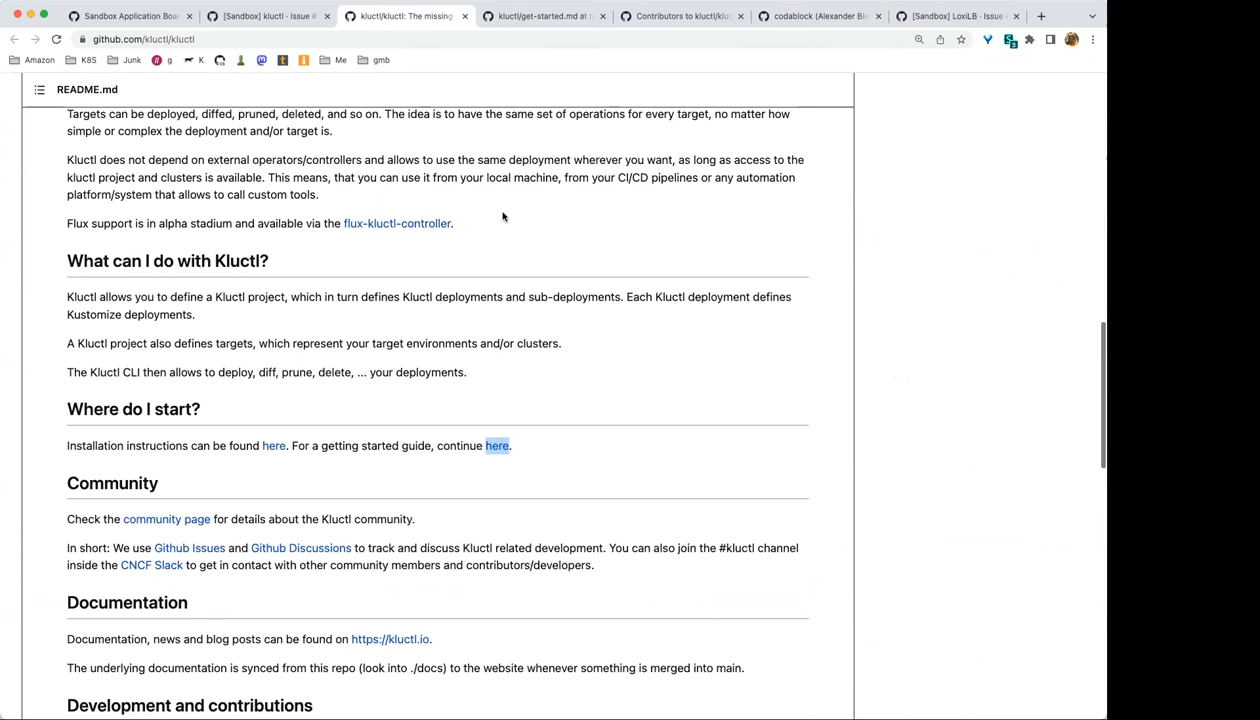 Sandbox Application Boa
[Sandbox] kluctl · Issue #
kluctl/kluctl: The missing
kluctl/get-started.md at m
Contributors to kluctl/kluc
codablock (Alexander Blo
[Sandbox] LoxiLB · Issue
github.com/kluctl/kluctl
Amazon
K8S
Junk
g
K
Me
gmb
README.md
Targets can be deployed, diffed, pruned, deleted, and so on. The idea is to have the same set of operations for every target, no matter how
simple or complex the deployment and/or target is.
Kluctl does not depend on external operators/controllers and allows to use the same deployment wherever you want, as long as access to the
kluctl project and clusters is available. This means, that you can use it from your local machine, from your CI/CD pipelines or any automation
platform/system that allows to call custom tools.
Flux support is in alpha stadium and available via the flux-kluctl-controller.
What can I do with Kluctl?
Kluctl allows you to define a Kluctl project, which in turn defines Kluctl deployments and sub-deployments. Each Kluctl deployment defines
Kustomize deployments.
A Kluctl project also defines targets, which represent your target environments and/or clusters.
The Kluctl CLI then allows to deploy, diff, prune, delete, ... your deployments.
Where do I start?
Installation instructions can be found here. For a getting started guide, continue here.
Community
Check the community page for details about the Kluctl community.
In short: We use Github Issues and Github Discussions to track and discuss Kluctl related development. You can also join the #kluctl channel
inside the CNCF Slack to get in contact with other community members and contributors/developers.
Documentation
Documentation, news and blog posts can be found on https://kluctl.io.
The underlying documentation is synced from this repo (look into ./docs) to the website whenever something is merged into main.
Development and contributions